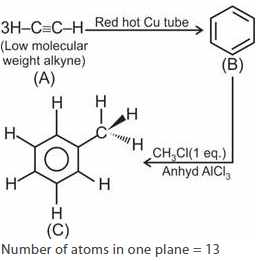 3H–C≡C–H Red hot Cu tube
(Low molecular
weight alkyne)
(A)
(B)
H
H
H
C
H
H
CH₃Cl(1 eq.)
Anhyd AlCl₃
H
H
H
(C)
Number of atoms in one plane = 13